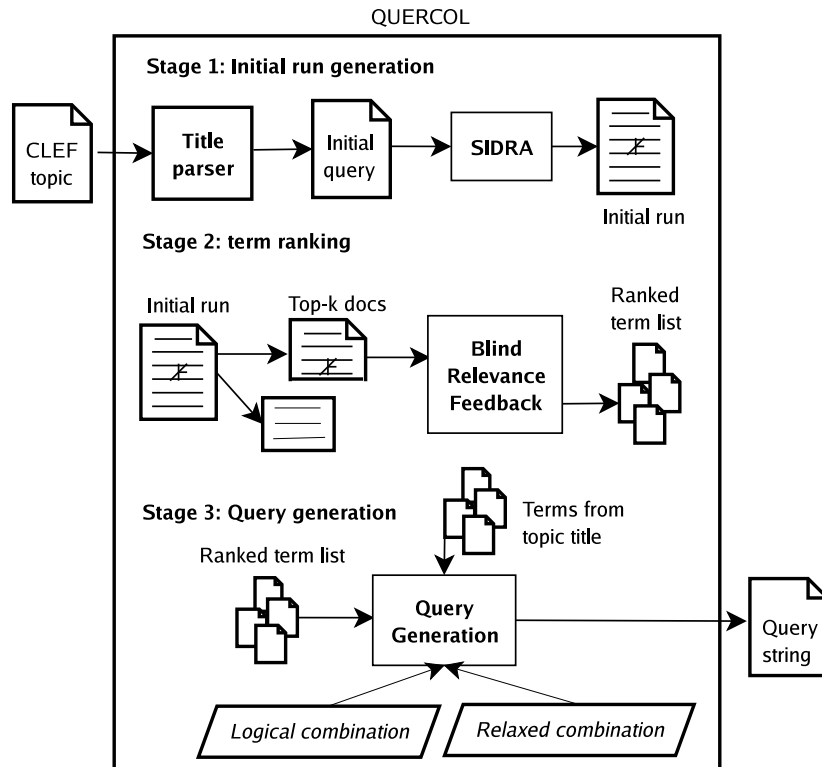 QUERCOL
Stage 1: Initial run generation
CLEF
topic
Title
parser
Initial
query
SIDRA
Initial run
Stage 2: term ranking
Initial run
Top-k docs
Blind
Relevance
Feedback
Ranked
term list
Stage 3: Query generation
Terms from
topic title
Ranked term list
Query
Generation
Query
string
Logical combination
Relaxed combination